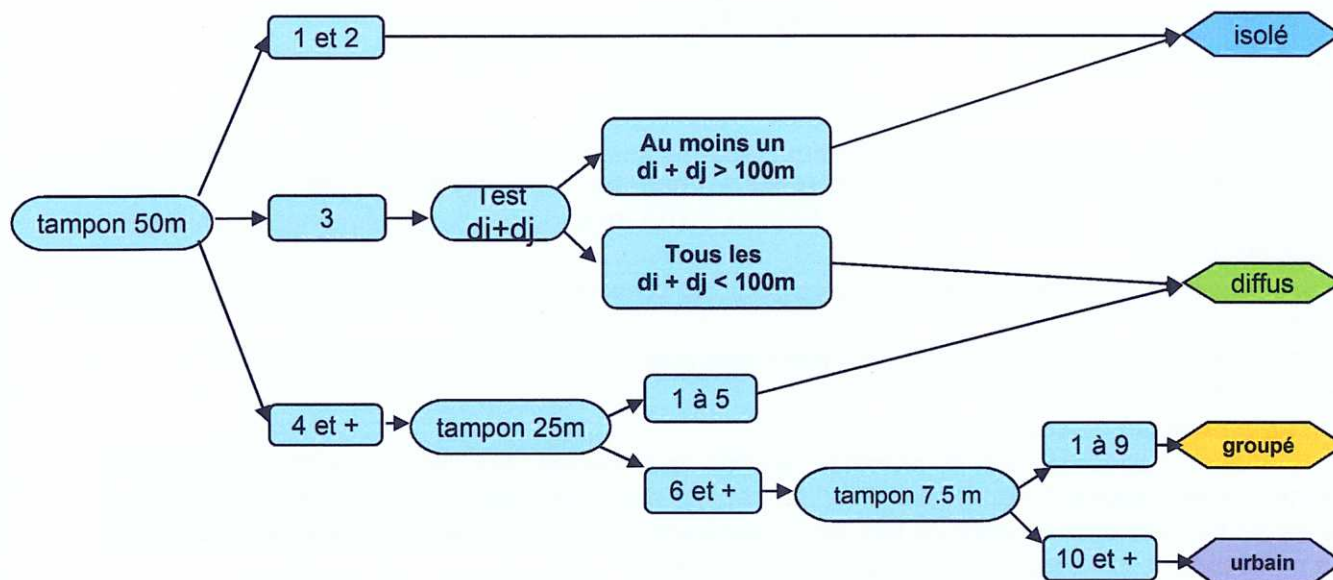 1 et 2
isolé
Au moins un
di + dj > 100m
tampon 50m
3
Test
di+dj
Tous les
di + dj < 100m
diffus
4 et +
tampon 25m
1 à 5
6 et +
tampon 7.5 m
1 à 9
groupé
10 et +
urbain